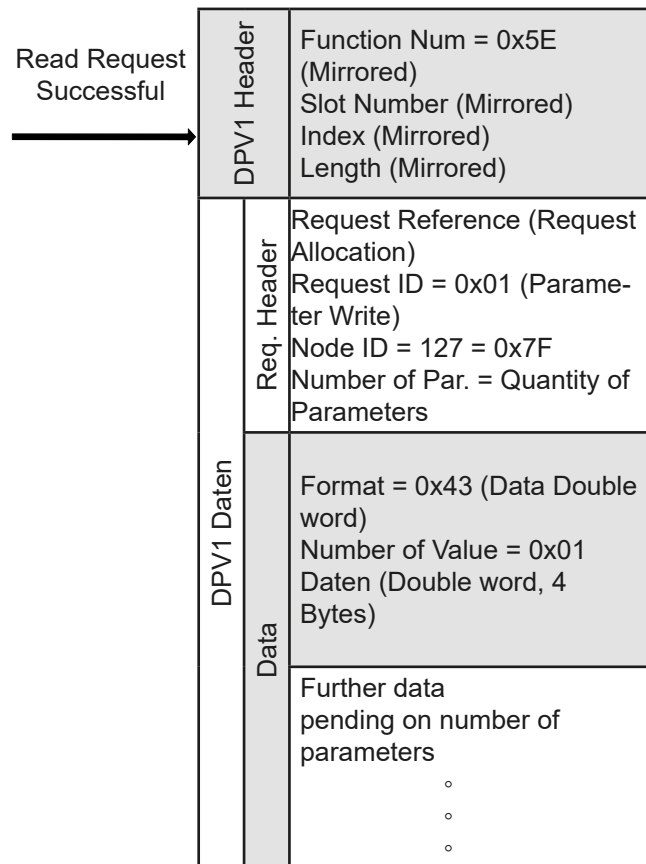 Read Request
Successful
DPV1 Header
Function Num = 0x5E
(Mirrored)
Slot Number (Mirrored)
Index (Mirrored)
Length (Mirrored)
DPV1 Daten
Req. Header
Request Reference (Request
Allocation)
Request ID = 0x01 (Parame-
ter Write)
Node ID = 127 = 0x7F
Number of Par. = Quantity of
Parameters
Data
Format = 0x43 (Data Double
word)
Number of Value = 0x01
Daten (Double word, 4
Bytes)
Further data
pending on number of
parameters
°
°
°